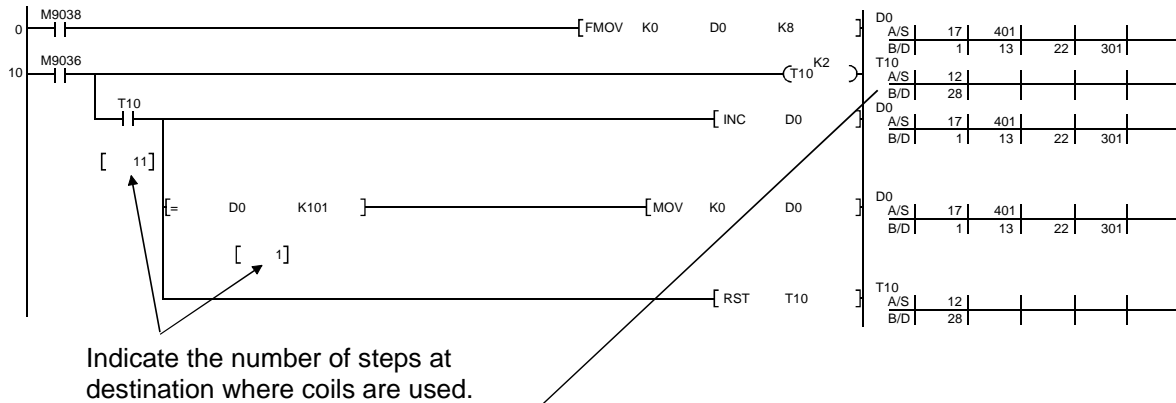 M9038
0 [FMOV K0 D0 K8 ]
D0
A/S 17 401
B/D 1 13 22 301
M9036
10 (T10 K2 )
T10
A/S 12
B/D 28
T10
[ INC D0 ]
D0
A/S 17 401
B/D 1 13 22 301
[ 11]
[= D0 K101 ] [MOV K0 D0 ]
D0
A/S 17 401
B/D 1 13 22 301
[ 1]
[ RST T10 ]
T10
A/S 12
B/D 28
Indicate the number of steps at
destination where coils are used.